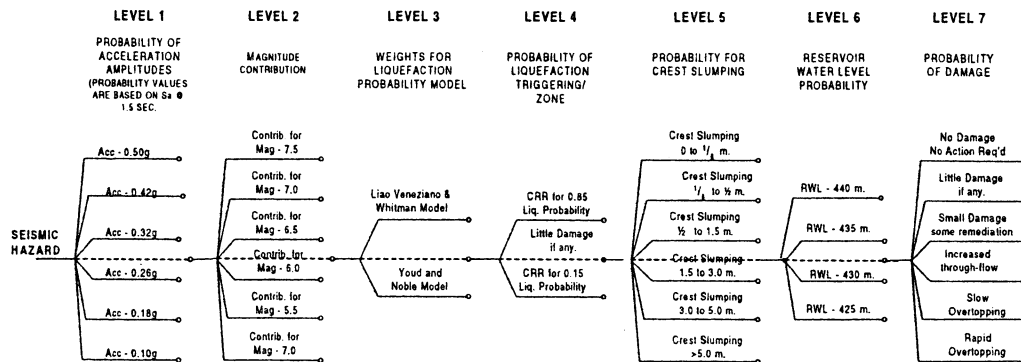 LEVEL 1
PROBABILITY OF
ACCELERATION
AMPLITUDES
(PROBABILITY VALUES
ARE BASED ON Sa @
1.5 SEC.
LEVEL 2
MAGNITUDE
CONTRIBUTION
LEVEL 3
WEIGHTS FOR
LIQUEFACTION
PROBABILITY MODEL
LEVEL 4
PROBABILITY OF
LIQUEFACTION
TRIGGERING/
ZONE
LEVEL 5
PROBABILITY FOR
CREST SLUMPING
LEVEL 6
RESERVOIR
WATER LEVEL
PROBABILITY
LEVEL 7
PROBABILITY
OF DAMAGE
SEISMIC
HAZARD
Acc - 0.50g
Acc - 0.42g
Acc - 0.32g
Acc - 0.26g
Acc - 0.18g
Acc - 0.10g
Contrib. for
Mag - 7.5
Contrib. for
Mag - 7.0
Contrib. for
Mag - 6.5
Contrib. for
Mag - 6.0
Contrib. for
Mag - 5.5
Contrib. for
Mag - 7.0
Liao Veneziano &
Whitman Model
Youd and
Noble Model
CRR for 0.85
Liq. Probability
Little Damage
if any.
CRR for 0.15
Liq. Probability
Crest Slumping
0 to m.
Crest Slumping
to ½ m.
Crest Slumping
½ to 1.5 m.
Crest Slumping
1.5 to 3.0 m.
Crest Slumping
3.0 to 5.0 m.
Crest Slumping
>5.0 m.
RWL - 440 m.
RWL - 435 m.
RWL - 430 m.
RWL - 425 m.
No Damage
No Action Req'd
Little Damage
if any.
Small Damage
some remediation
Increased
through-flow
Slow
Overtopping
Rapid
Overtopping